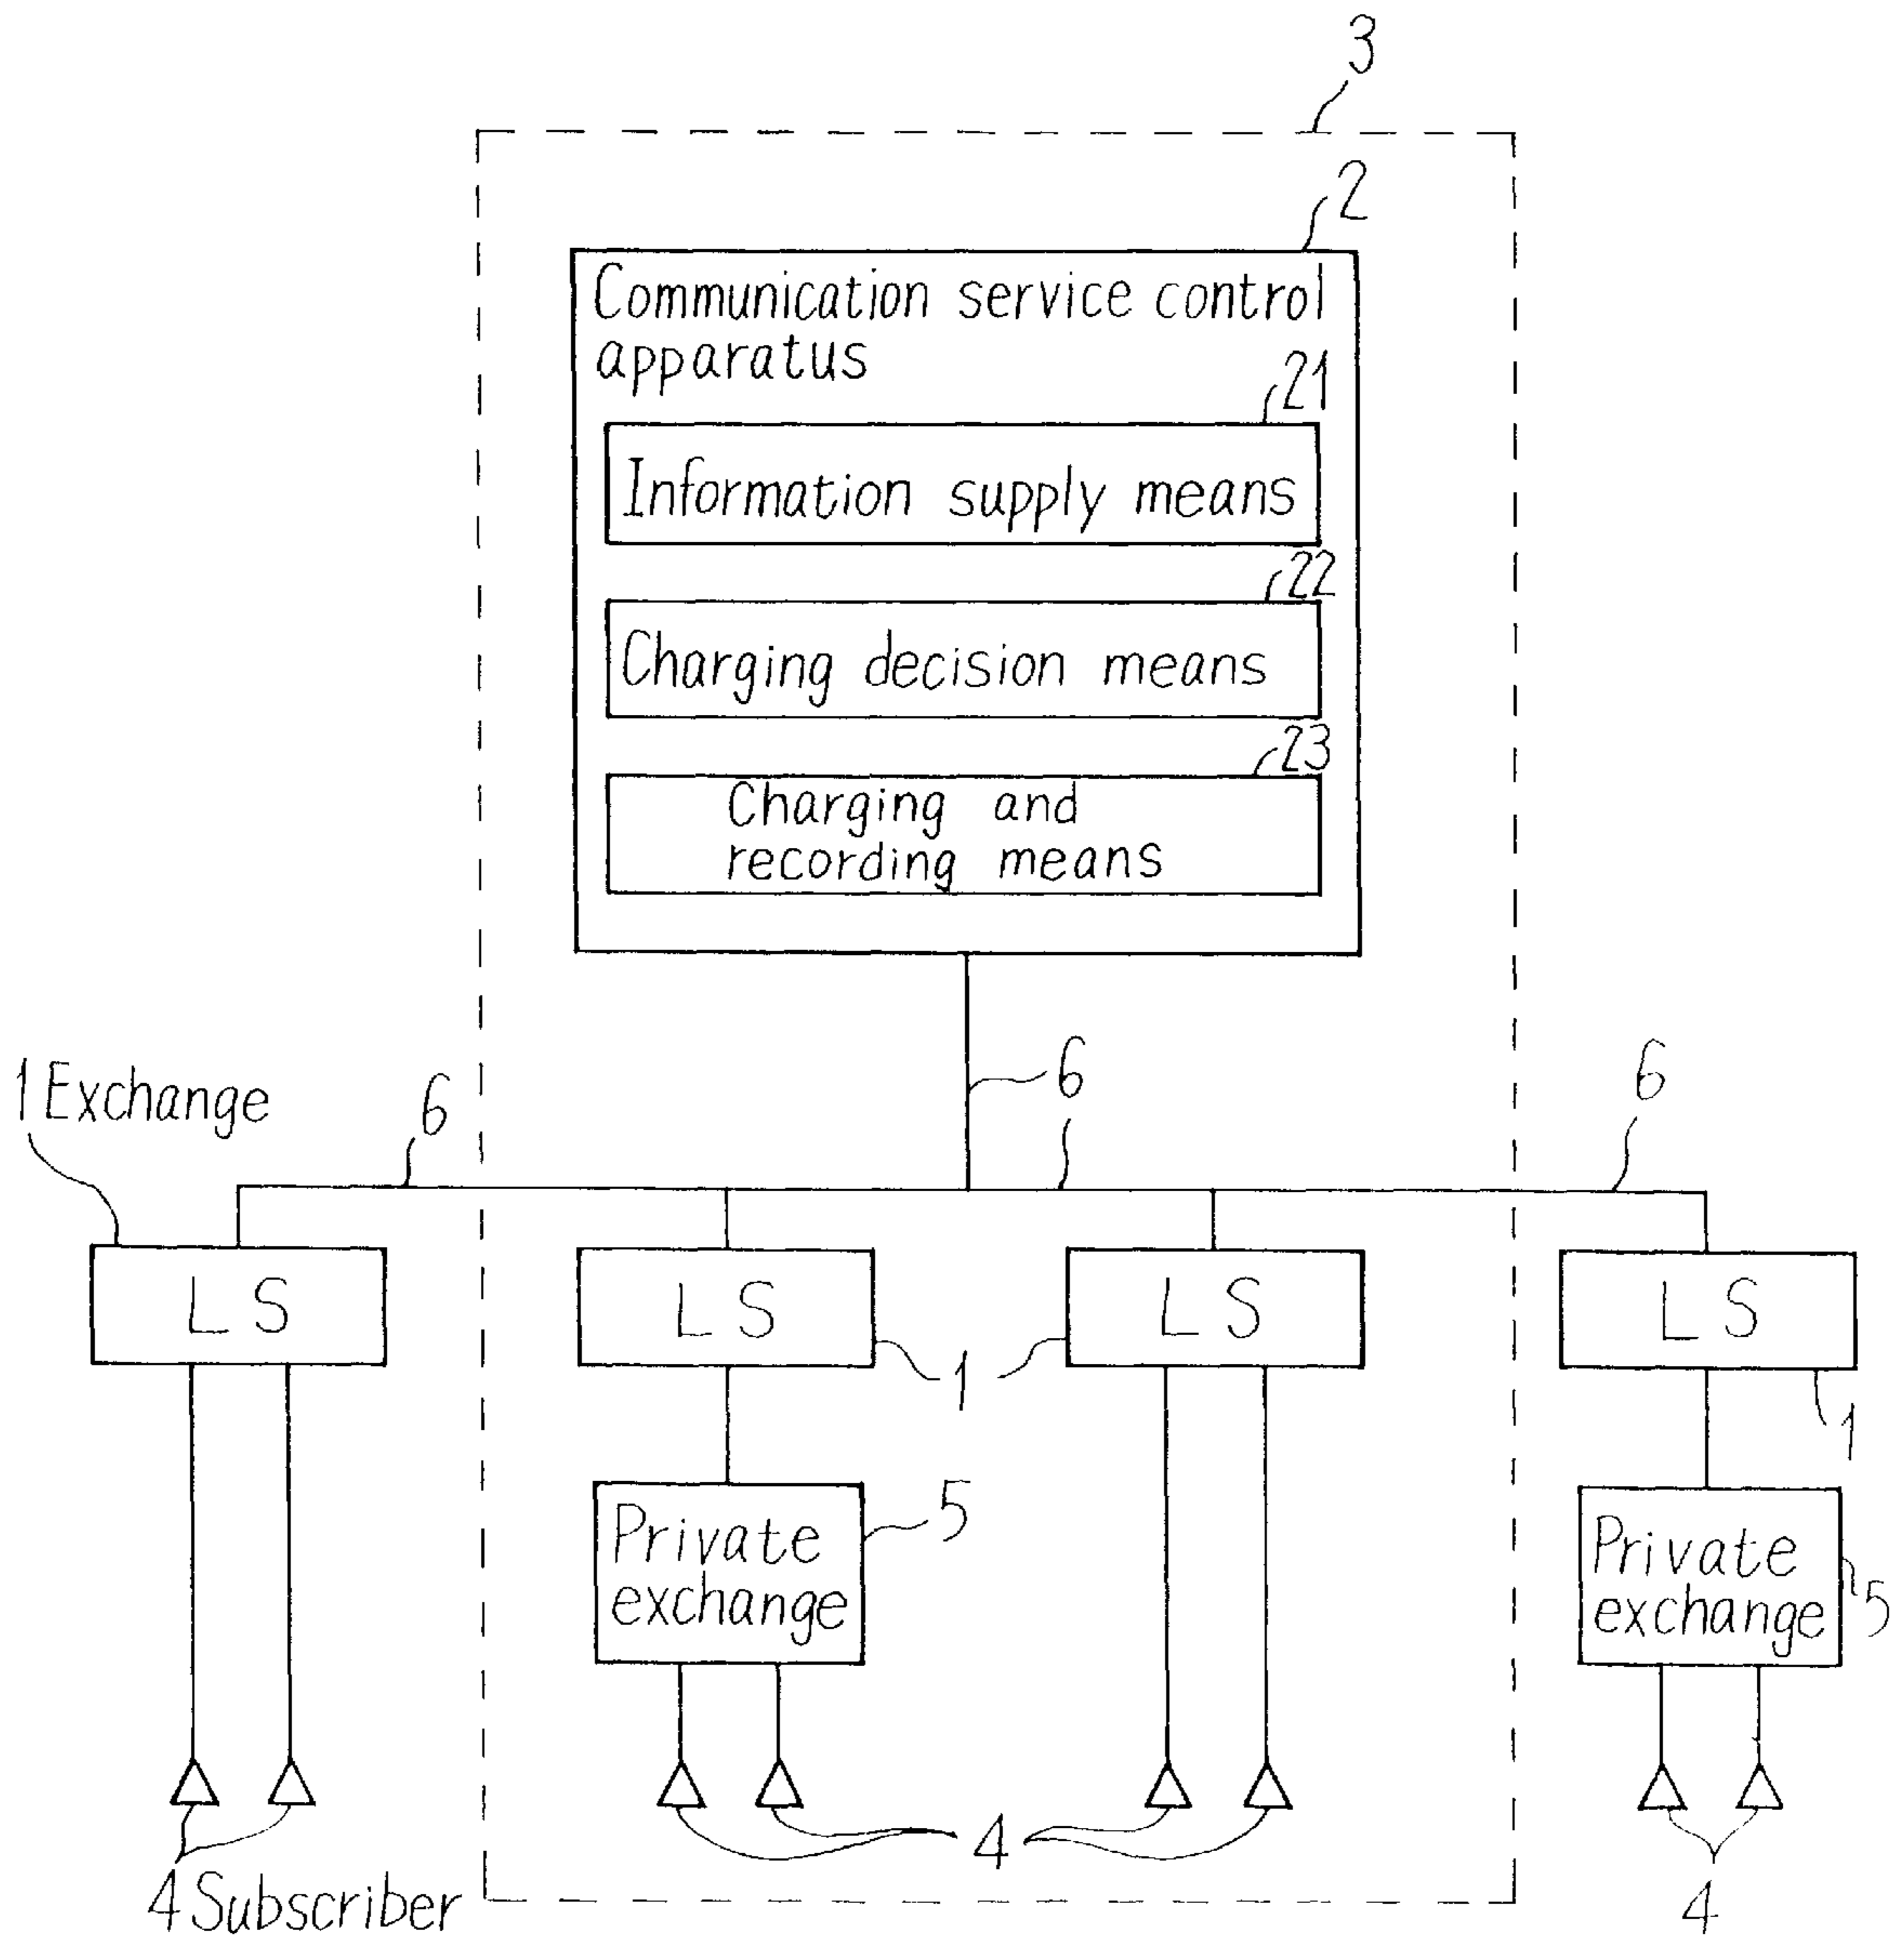 3
2
Communication service control
apparatus
21
Information supply means
22
Charging decision means
23
Charging and
recording means
6
1 Exchange
6
6
LS
LS
LS
LS
1
1
Private
exchange
5
Private
exchange
5
4
4 Subscriber
4